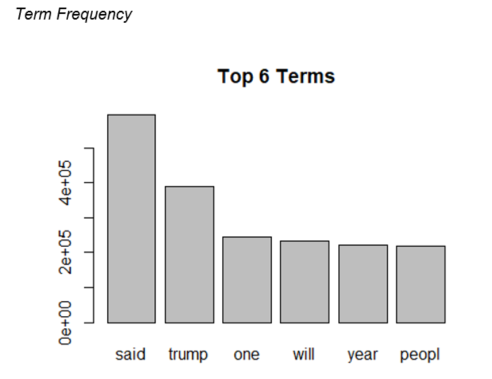 Term Frequency
Top 6 Terms
4e+05
2e+05
0e+00
said trump one will year peopl